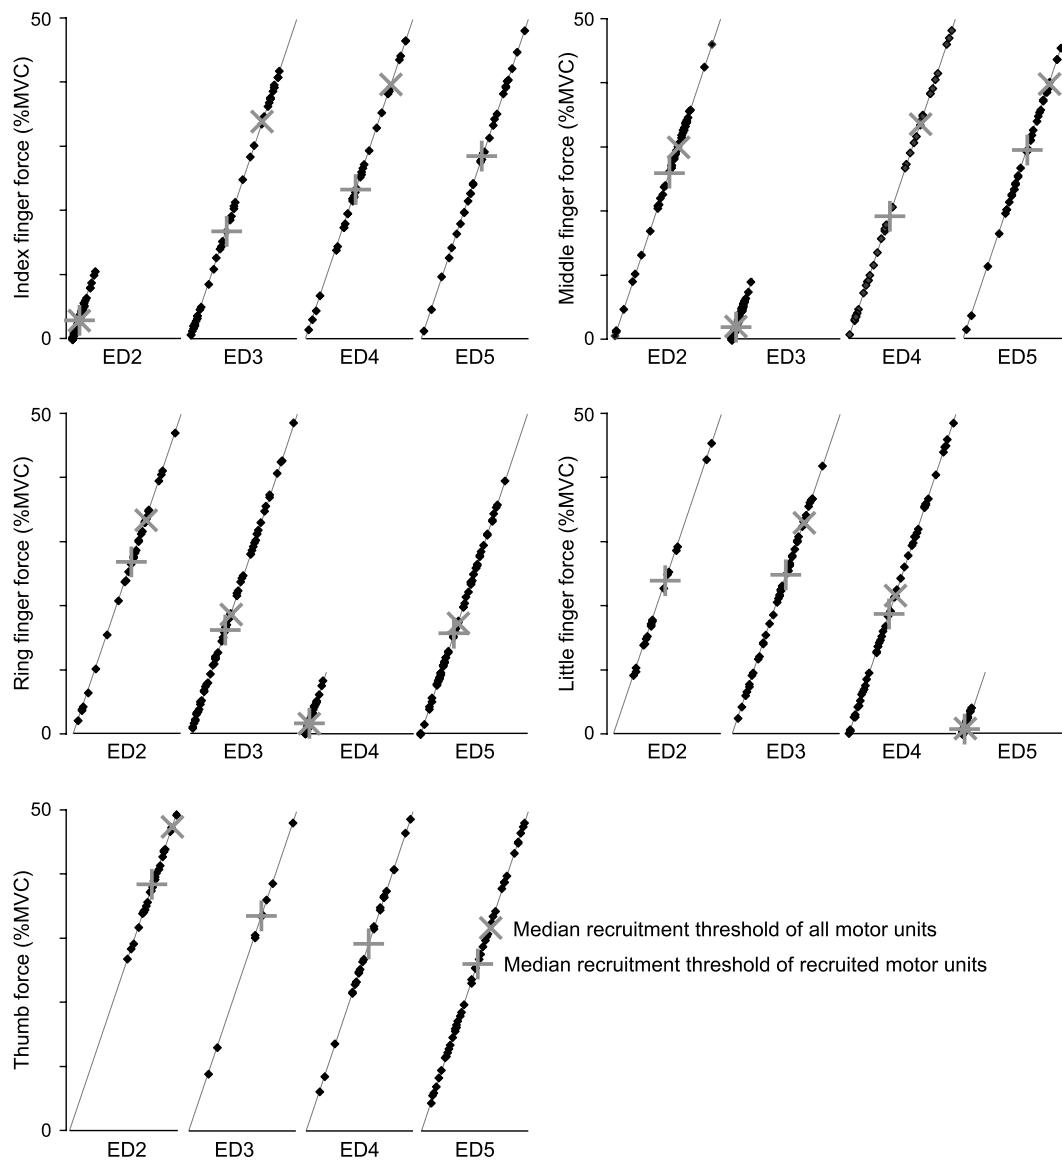 50
Index finger force (%MVC)
0
ED2 ED3 ED4 ED5
50
Middle finger force (%MVC)
0
ED2 ED3 ED4 ED5
50
Ring finger force (%MVC)
0
ED2 ED3 ED4 ED5
50
Little finger force (%MVC)
0
ED2 ED3 ED4 ED5
50
Thumb force (%MVC)
0
ED2 ED3 ED4 ED5
Median recruitment threshold of all motor units
Median recruitment threshold of recruited motor units